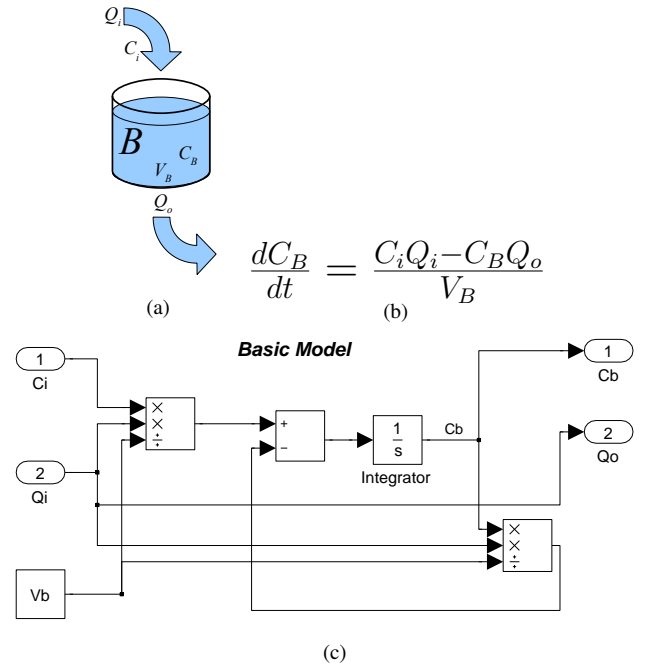 Q_i
C_i
B
C_B
V_B
Q_o
dC_B/dt = (C_iQ_i−C_BQ_o)/V_B
(a)
(b)
Basic Model
1
Ci
×
×
÷
+
−
1/s
Integrator
Cb
1
Cb
2
Qi
2
Qo
×
×
÷
Vb
(c)